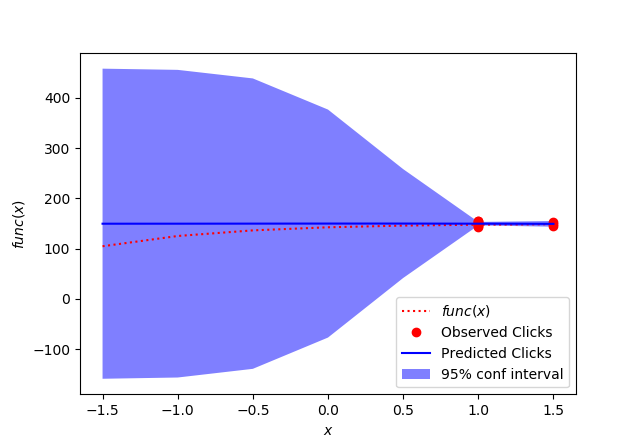 400
300
200
100
0
−100
func(x)
−1.5 −1.0 −0.5 0.0 0.5 1.0 1.5
x
func(x)
Observed Clicks
Predicted Clicks
95% conf interval